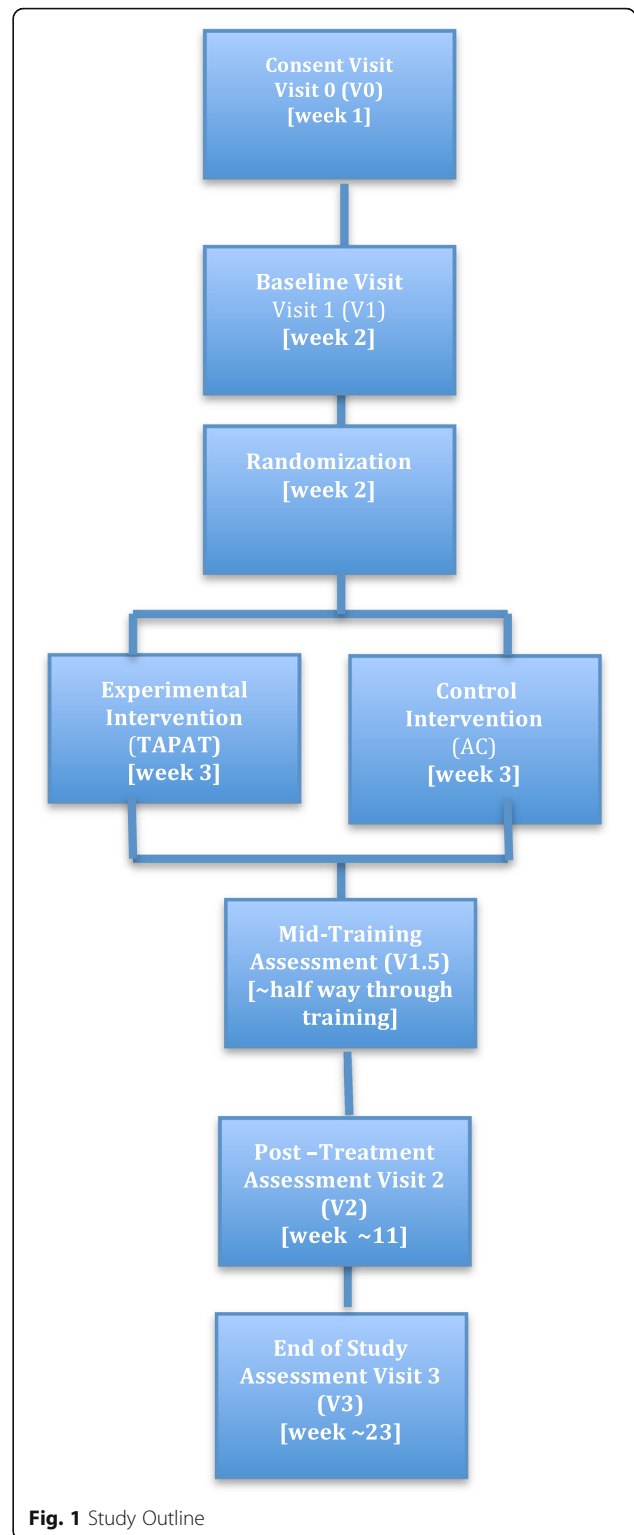 Consent Visit
Visit 0 (V0)
[week 1]
Baseline Visit
Visit 1 (V1)
[week 2]
Randomization
[week 2]
Experimental
Intervention
(TAPAT)
[week 3]
Control
Intervention
(AC)
[week 3]
Mid-Training
Assessment (V1.5)
[~half way through
training]
Post –Treatment
Assessment Visit 2
(V2)
[week ~11]
End of Study
Assessment Visit 3
(V3)
[week ~23]
Fig. 1 Study Outline